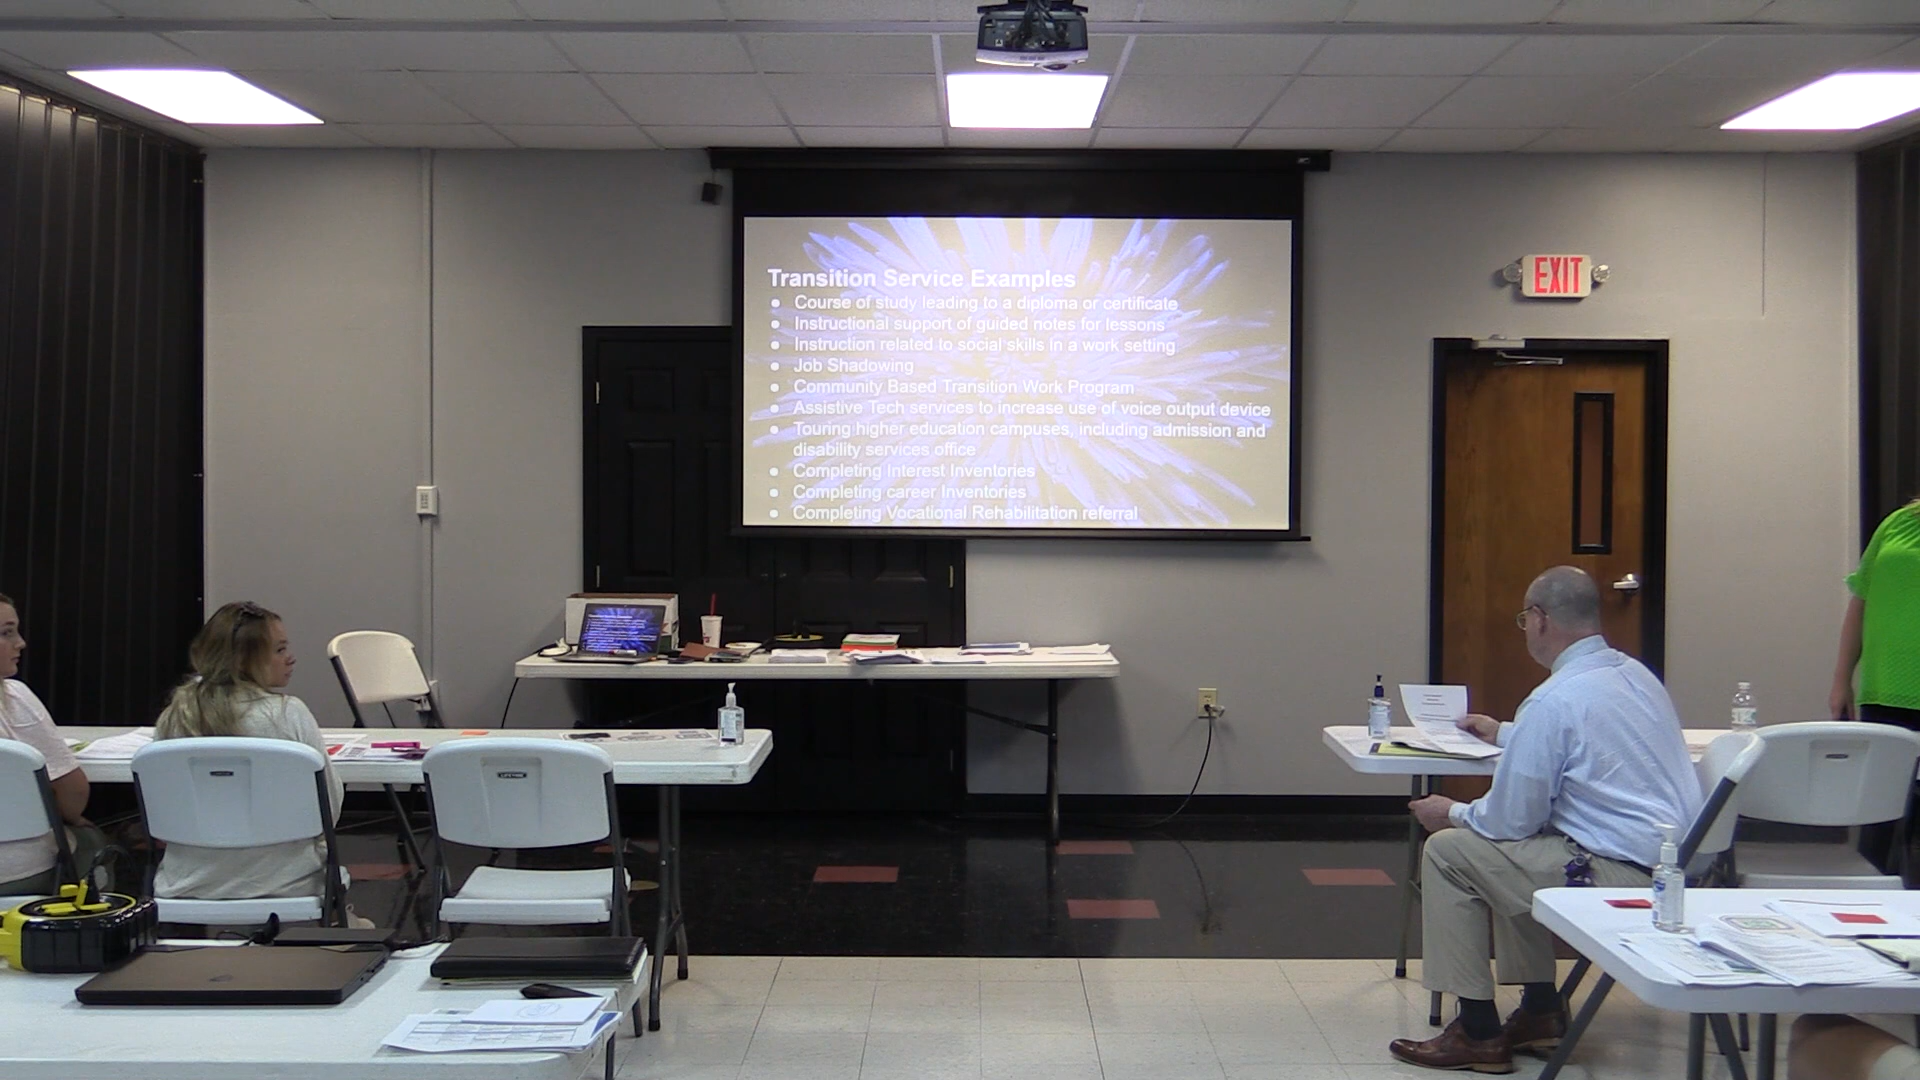 Transition Service Examples
● Course of study leading to a diploma or certificate
● Instructional support of guided notes for lessons
● Instruction related to social skills in a work setting
● Job Shadowing
● Community Based Transition Work Program
● Assistive Tech services to increase use of voice output device
● Touring higher education campuses, including admission and
disability services office
● Completing Interest Inventories
● Completing career Inventories
● Completing Vocational Rehabilitation referral
EXIT